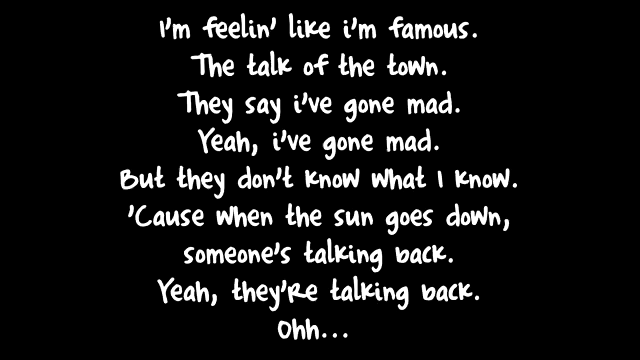 I'm feelin' like i'm famous.
The talk of the town.
They say i've gone mad.
Yeah, i've gone mad.
But they don't know what I know.
'Cause when the sun goes down,
someone's talking back.
Yeah, they're talking back.
Ohh...